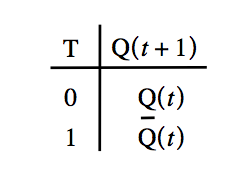 T Q(t + 1)
0 Q(t)
1 Q̅(t)